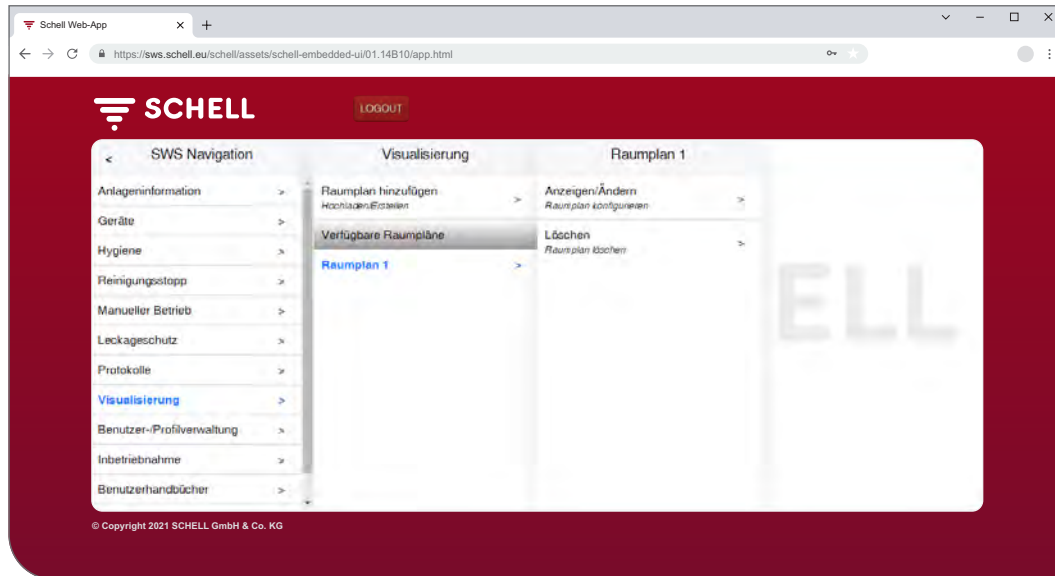 Schell Web-App
https://sws.schell.eu/schell/assets/schell-embedded-ui/01.14B10/app.html
SCHELL
LOGOUT
< SWS Navigation
Anlageninformation >
Geräte >
Hygiene >
Reinigungsstopp >
Manueller Betrieb >
Leckageschutz >
Protokolle >
Visualisierung >
Benutzer-/Profilverwaltung >
Inbetriebnahme >
Benutzerhandbücher >
Visualisierung
Raumplan hinzufügen >
Hochladen/Erstellen
Verfügbare Raumpläne
Raumplan 1 >
Raumplan 1
Anzeigen/Ändern >
Raumplan konfigurieren
Löschen >
Raumplan löschen
ELL
© Copyright 2021 SCHELL GmbH & Co. KG